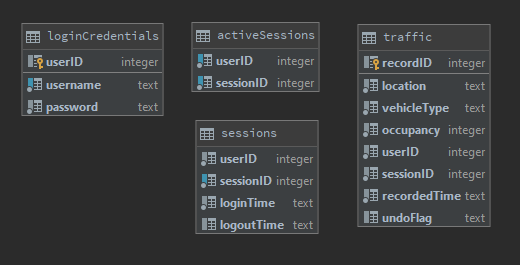 loginCredentials
userID integer
username text
password text
activeSessions
userID integer
sessionID integer
sessions
userID integer
sessionID integer
loginTime text
logoutTime text
traffic
recordID integer
location text
vehicleType text
occupancy integer
userID integer
sessionID integer
recordedTime text
undoFlag text